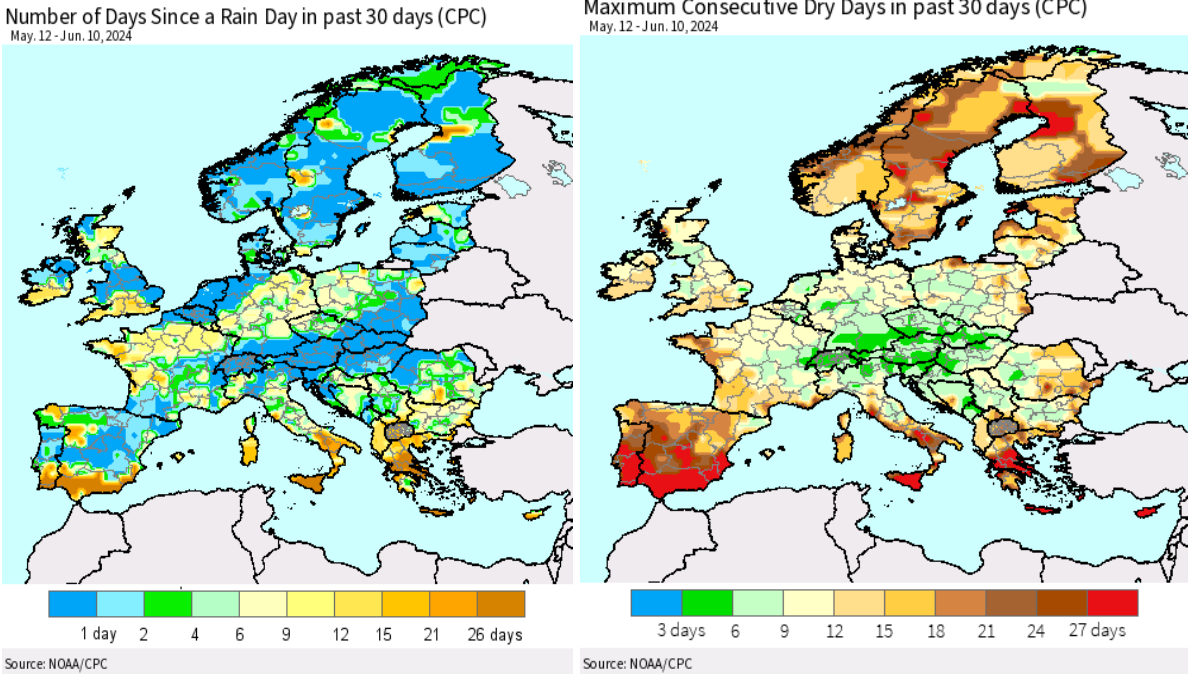 Number of Days Since a Rain Day in past 30 days (CPC)
May. 12 - Jun. 10, 2024
1 day 2 4 6 9 12 15 21 26 days
Source: NOAA/CPC
Maximum Consecutive Dry Days in past 30 days (CPC)
May. 12 - Jun. 10, 2024
3 days 6 9 12 15 18 21 24 27 days
Source: NOAA/CPC